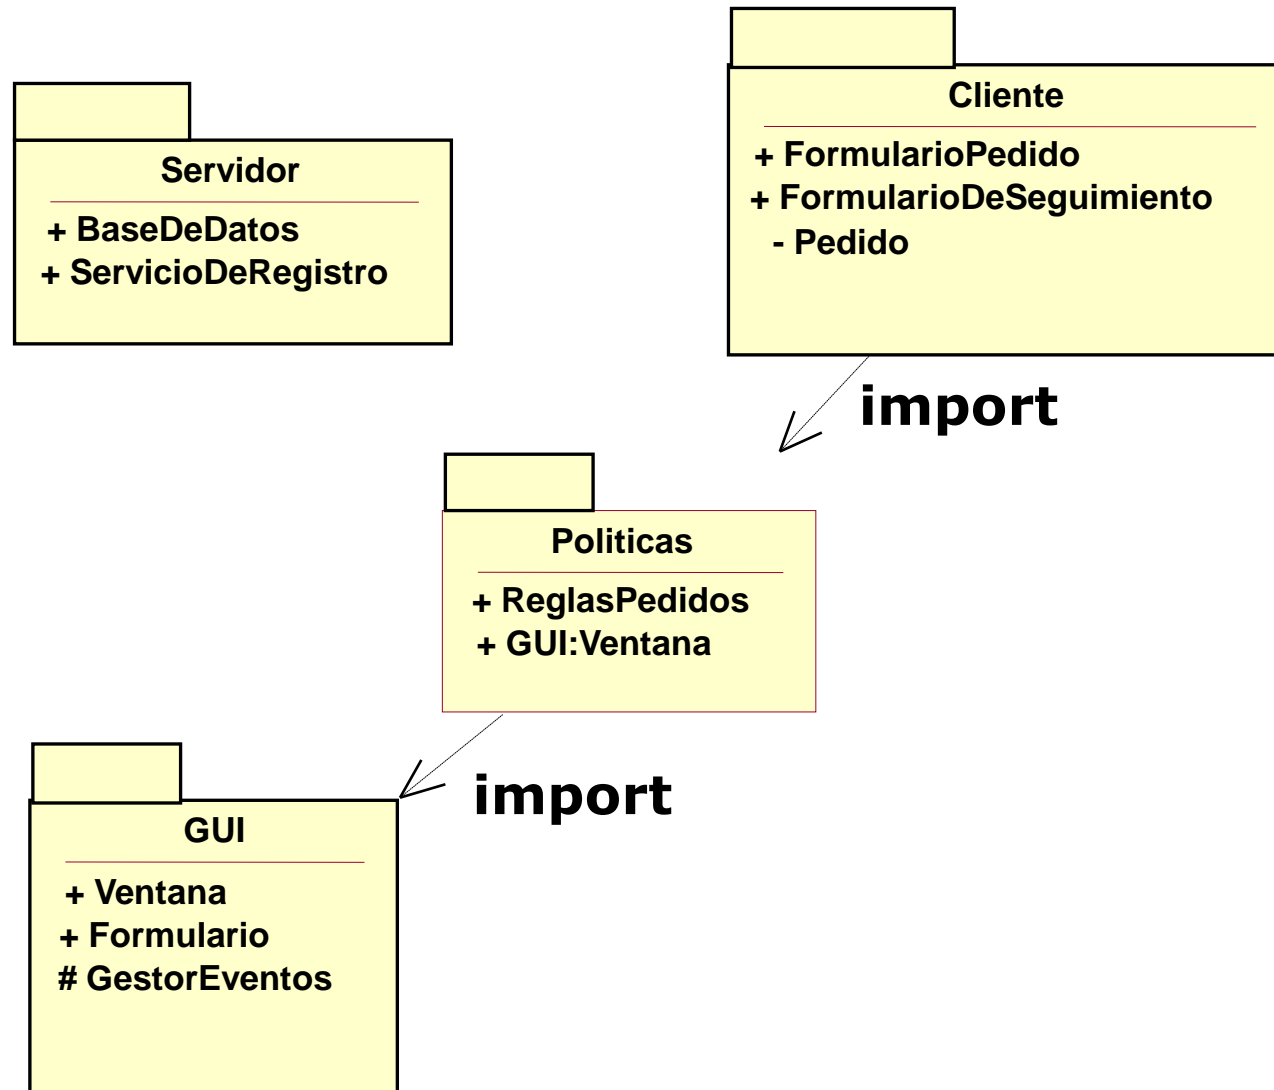 Servidor
+ BaseDeDatos
+ ServicioDeRegistro
Cliente
+ FormularioPedido
+ FormularioDeSeguimiento
- Pedido
import
Politicas
+ ReglasPedidos
+ GUI:Ventana
import
GUI
+ Ventana
+ Formulario
# GestorEventos